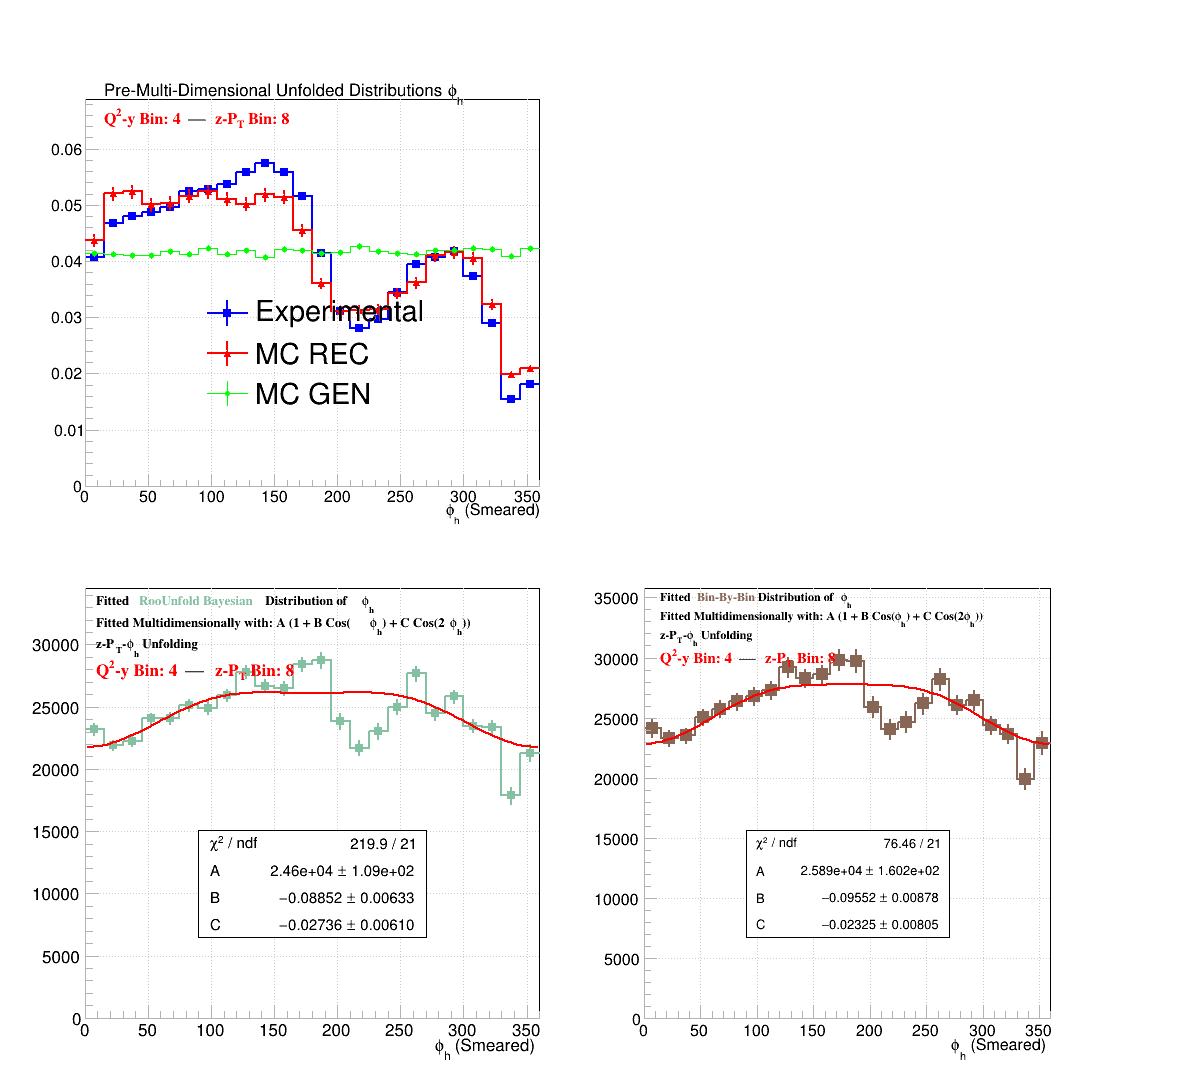 Pre-Multi-Dimensional Unfolded Distributions ϕh
Q2-y Bin: 4 — z-PT Bin: 8
0.06
0.05
0.04
0.03
0.02
0.01
0
Experimental
MC REC
MC GEN
0 50 100 150 200 250 300 350
ϕh (Smeared)
Fitted RooUnfold Bayesian Distribution of ϕh
Fitted Multidimensionally with: A (1 + B Cos( ϕh) + C Cos(2 ϕh))
z-PT-ϕh Unfolding
Q2-y Bin: 4 — z-PT Bin: 8
30000
25000
20000
15000
10000
5000
0
χ2 / ndf 219.9 / 21
A 2.46e+04 ± 1.09e+02
B −0.08852 ± 0.00633
C −0.02736 ± 0.00610
0 50 100 150 200 250 300 350
ϕh (Smeared)
Fitted Bin-By-Bin Distribution of ϕh
Fitted Multidimensionally with: A (1 + B Cos(ϕh) + C Cos(2ϕh))
z-PT-ϕh Unfolding
Q2-y Bin: 4 — z-PT Bin: 8
35000
30000
25000
20000
15000
10000
5000
0
χ2 / ndf 76.46 / 21
A 2.589e+04 ± 1.602e+02
B −0.09552 ± 0.00878
C −0.02325 ± 0.00805
0 50 100 150 200 250 300 350
ϕh (Smeared)